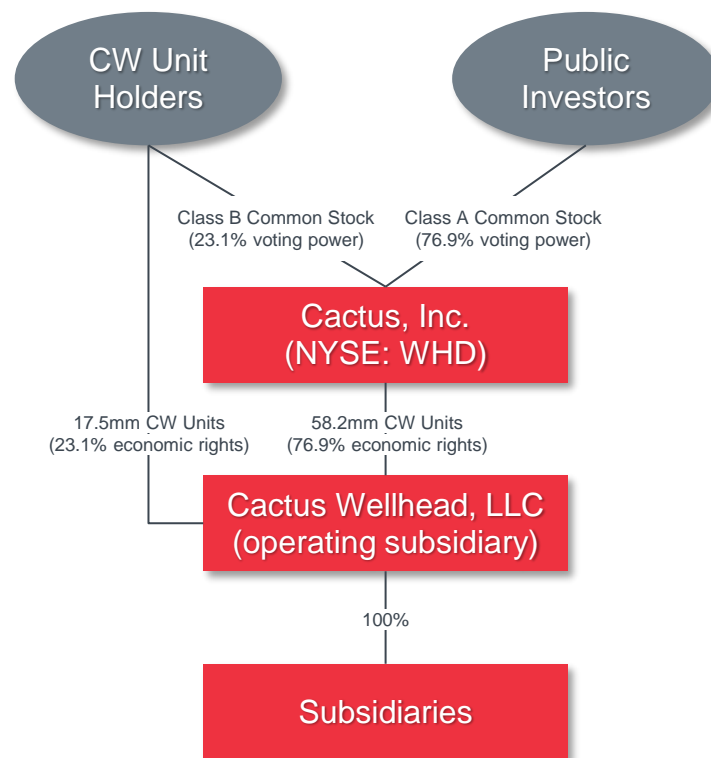 CW Unit
Holders
Public
Investors
Class B Common Stock
(23.1% voting power)
Class A Common Stock
(76.9% voting power)
Cactus, Inc.
(NYSE: WHD)
17.5mm CW Units
(23.1% economic rights)
58.2mm CW Units
(76.9% economic rights)
Cactus Wellhead, LLC
(operating subsidiary)
100%
Subsidiaries